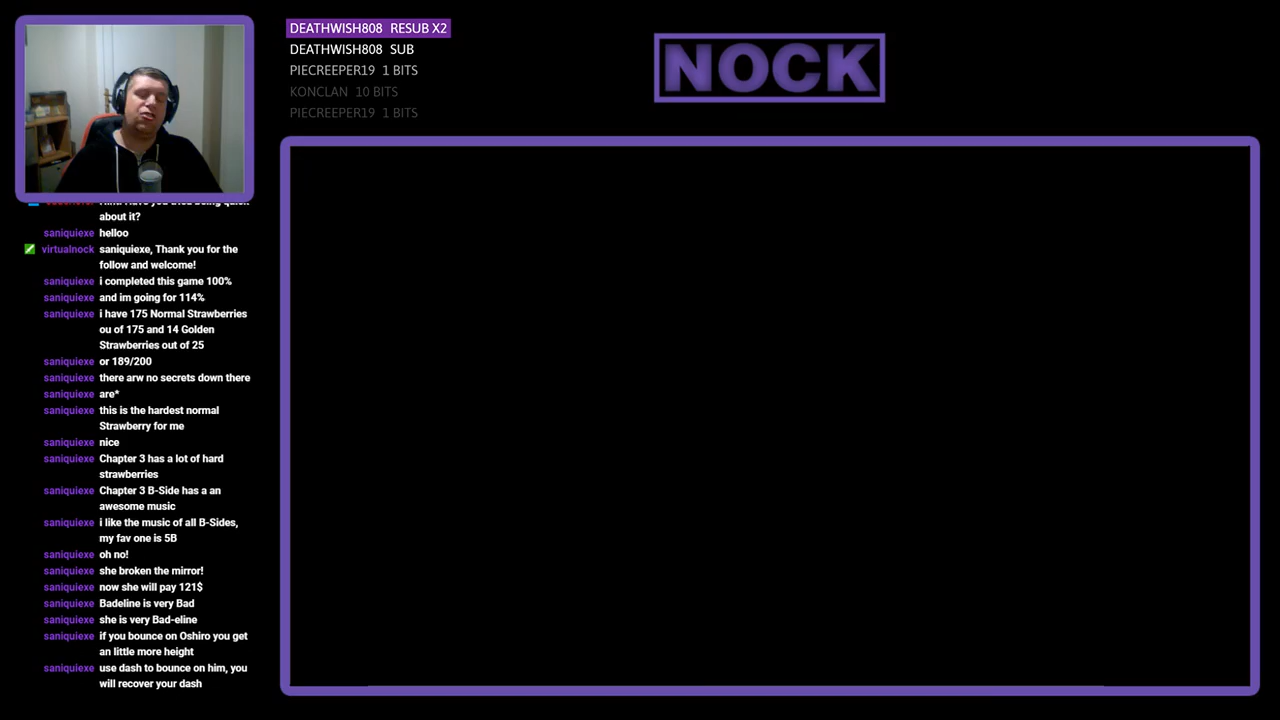 DEATHWISH808 RESUB X2
DEATHWISH808 SUB
PIECREEPER19 1 BITS
KONCLAN 10 BITS
PIECREEPER19 1 BITS
NOCK
about it?
saniquiexe helloo
virtualnock saniquiexe, Thank you for the
follow and welcome!
saniquiexe i completed this game 100%
saniquiexe and im going for 114%
saniquiexe i have 175 Normal Strawberries
ou of 175 and 14 Golden
Strawberries out of 25
saniquiexe or 189/200
saniquiexe there arw no secrets down there
saniquiexe are*
saniquiexe this is the hardest normal
Strawberry for me
saniquiexe nice
saniquiexe Chapter 3 has a lot of hard
strawberries
saniquiexe Chapter 3 B-Side has a an
awesome music
saniquiexe i like the music of all B-Sides,
my fav one is 5B
saniquiexe oh no!
saniquiexe she broken the mirror!
saniquiexe now she will pay 121$
saniquiexe Badeline is very Bad
saniquiexe she is very Bad-eline
saniquiexe if you bounce on Oshiro you get
an little more height
saniquiexe use dash to bounce on him, you
will recover your dash